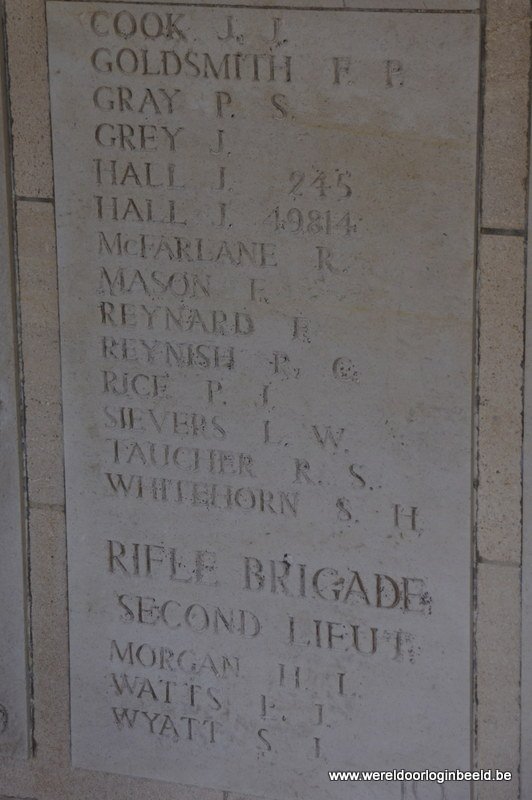 COOK J. J.
GOLDSMITH F. P.
GRAY P. S.
GREY J.
HALL J. 245
HALL J. 49814
McFARLANE R.
MASON F.
REYNARD F.
REYNISH R. G.
RICE P. J.
SIEVERS L. W.
TAUCHER R. S.
WHITEHORN S. H.
RIFLE BRIGADE
SECOND LIEUT.
MORGAN H. L.
WATTS E. J.
WYATT S. J.
www.wereldoorloginbeeld.be